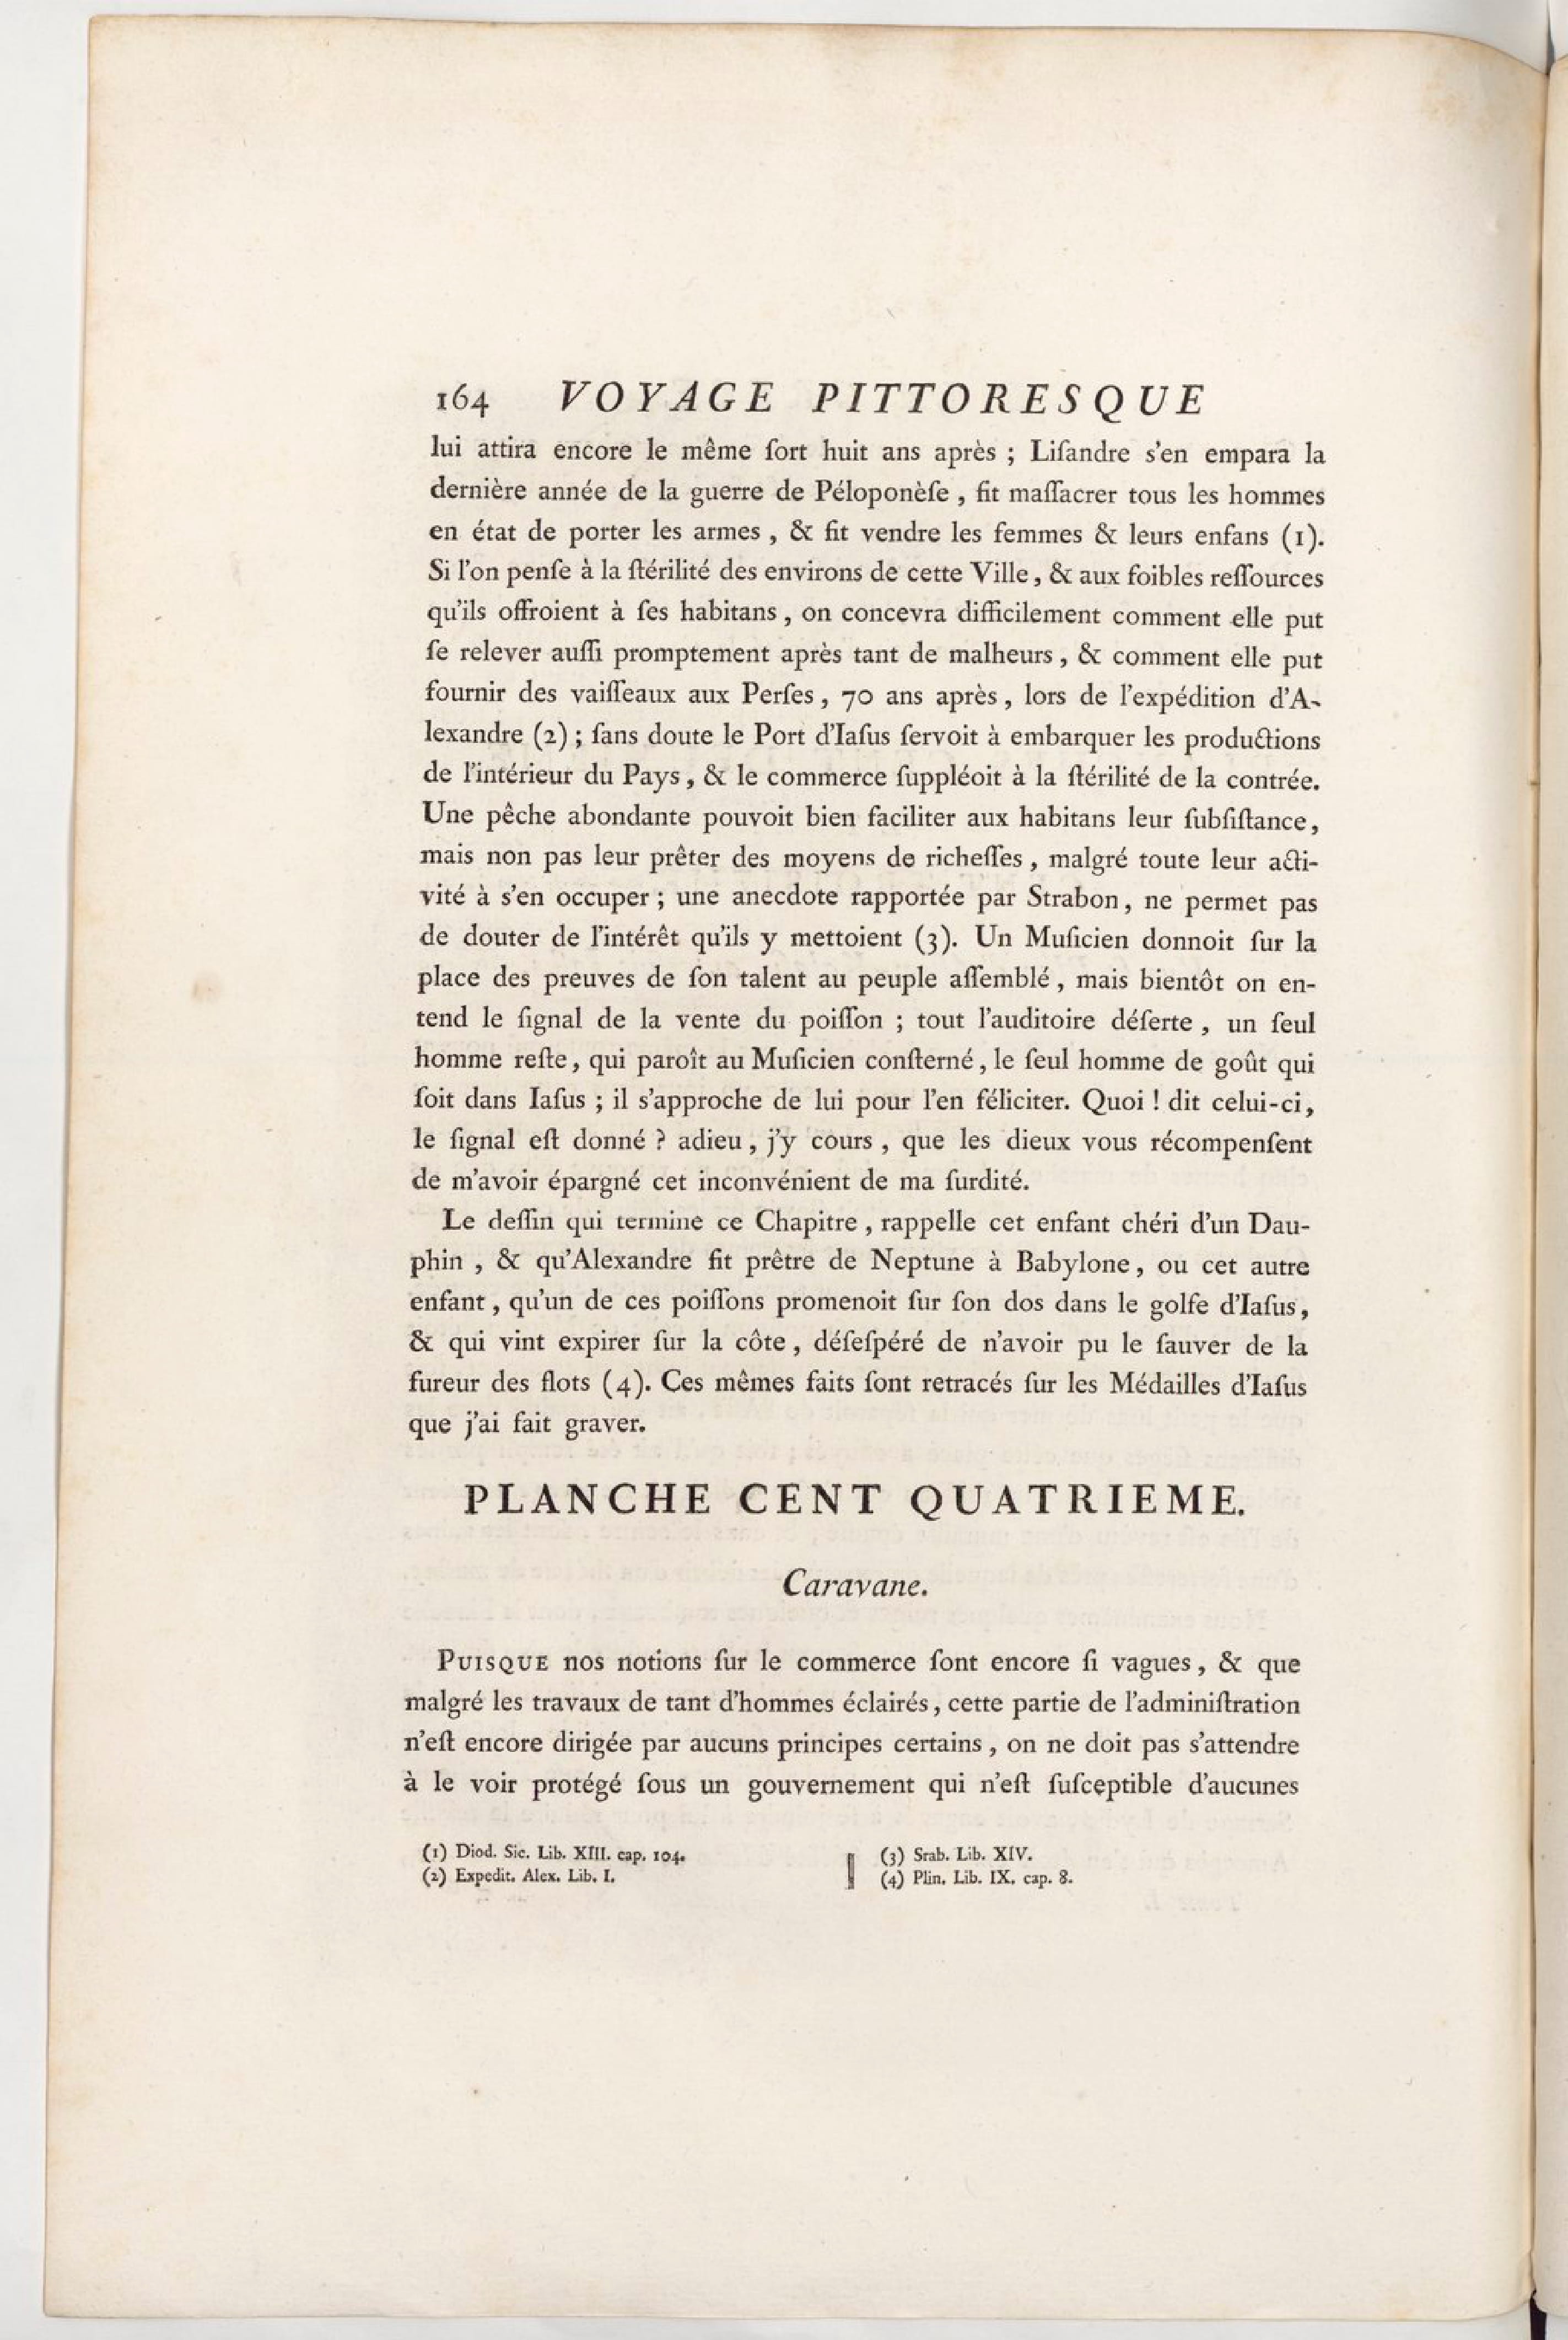 164 VOYAGE PITTORESQUE
lui attira encore le même ſort huit ans après ; Liſandre s'en empara la
dernière année de la guerre de Péloponèſe , fit maſſacrer tous les hommes
en état de porter les armes , & fit vendre les femmes & leurs enfans (1).
Si l'on penſe à la ſtérilité des environs de cette Ville, & aux foibles reſſources
qu'ils offroient à ſes habitans , on concevra difficilement comment elle put
ſe relever auſſi promptement après tant de malheurs , & comment elle put
fournir des vaiſſeaux aux Perſes , 70 ans après , lors de l'expédition d'A-
lexandre (2) ; ſans doute le Port d'Iaſus ſervoit à embarquer les productions
de l'intérieur du Pays , & le commerce ſuppléoit à la ſtérilité de la contrée.
Une pêche abondante pouvoit bien faciliter aux habitans leur ſubſiſtance,
mais non pas leur prêter des moyens de richeſſes , malgré toute leur acti-
vité à s'en occuper ; une anecdote rapportée par Strabon, ne permet pas
de douter de l'intérêt qu'ils y mettoient (3). Un Muſicien donnoit ſur la
place des preuves de ſon talent au peuple aſſemblé , mais bientôt on en-
tend le ſignal de la vente du poiſſon ; tout l'auditoire déſerte , un ſeul
homme reſte, qui paroît au Muſicien conſterné, le ſeul homme de goût qui
ſoit dans Iaſus ; il s'approche de lui pour l'en féliciter. Quoi ! dit celui-ci,
le ſignal eſt donné ? adieu , j'y cours , que les dieux vous récompenſent
de m'avoir épargné cet inconvénient de ma ſurdité.
Le deſſin qui termine ce Chapitre , rappelle cet enfant chéri d'un Dau-
phin , & qu'Alexandre fit prêtre de Neptune à Babylone, ou cet autre
enfant , qu'un de ces poiſſons promenoit ſur ſon dos dans le golfe d'Iaſus,
& qui vint expirer ſur la côte , déſeſpéré de n'avoir pu le ſauver de la
fureur des flots (4). Ces mêmes faits ſont retracés ſur les Médailles d'Iaſus
que j'ai fait graver.
PLANCHE CENT QUATRIEME.
Caravane.
PUISQUE nos notions ſur le commerce ſont encore ſi vagues , & que
malgré les travaux de tant d'hommes éclairés, cette partie de l'adminiſtration
n'eſt encore dirigée par aucuns principes certains , on ne doit pas s'attendre
à le voir protégé ſous un gouvernement qui n'eſt ſuſceptible d'aucunes
(1) Diod. Sic. Lib. XIII. cap. 104.
(2) Expedit. Alex. Lib. I.
(3) Srab. Lib. XIV.
(4) Plin. Lib. IX. cap. 8.